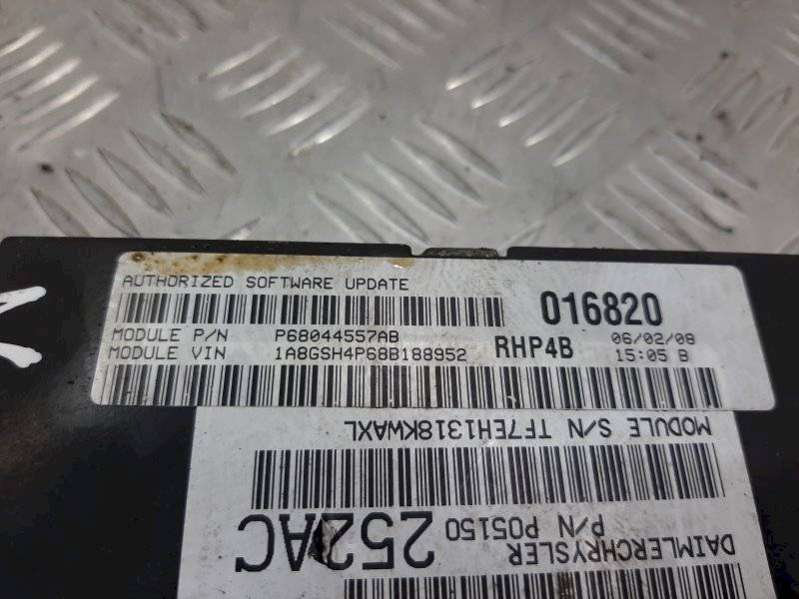 AUTHORIZED SOFTWARE UPDATE
016820
MODULE P/N P68044557AB
MODULE VIN 1A8GSH4P68B188952
RHP4B
06/02/08
15:05 B
MODULE S/N TF7EH1318KWAXL
DAIMLERCHRYSLER
P/N P05150
252AC